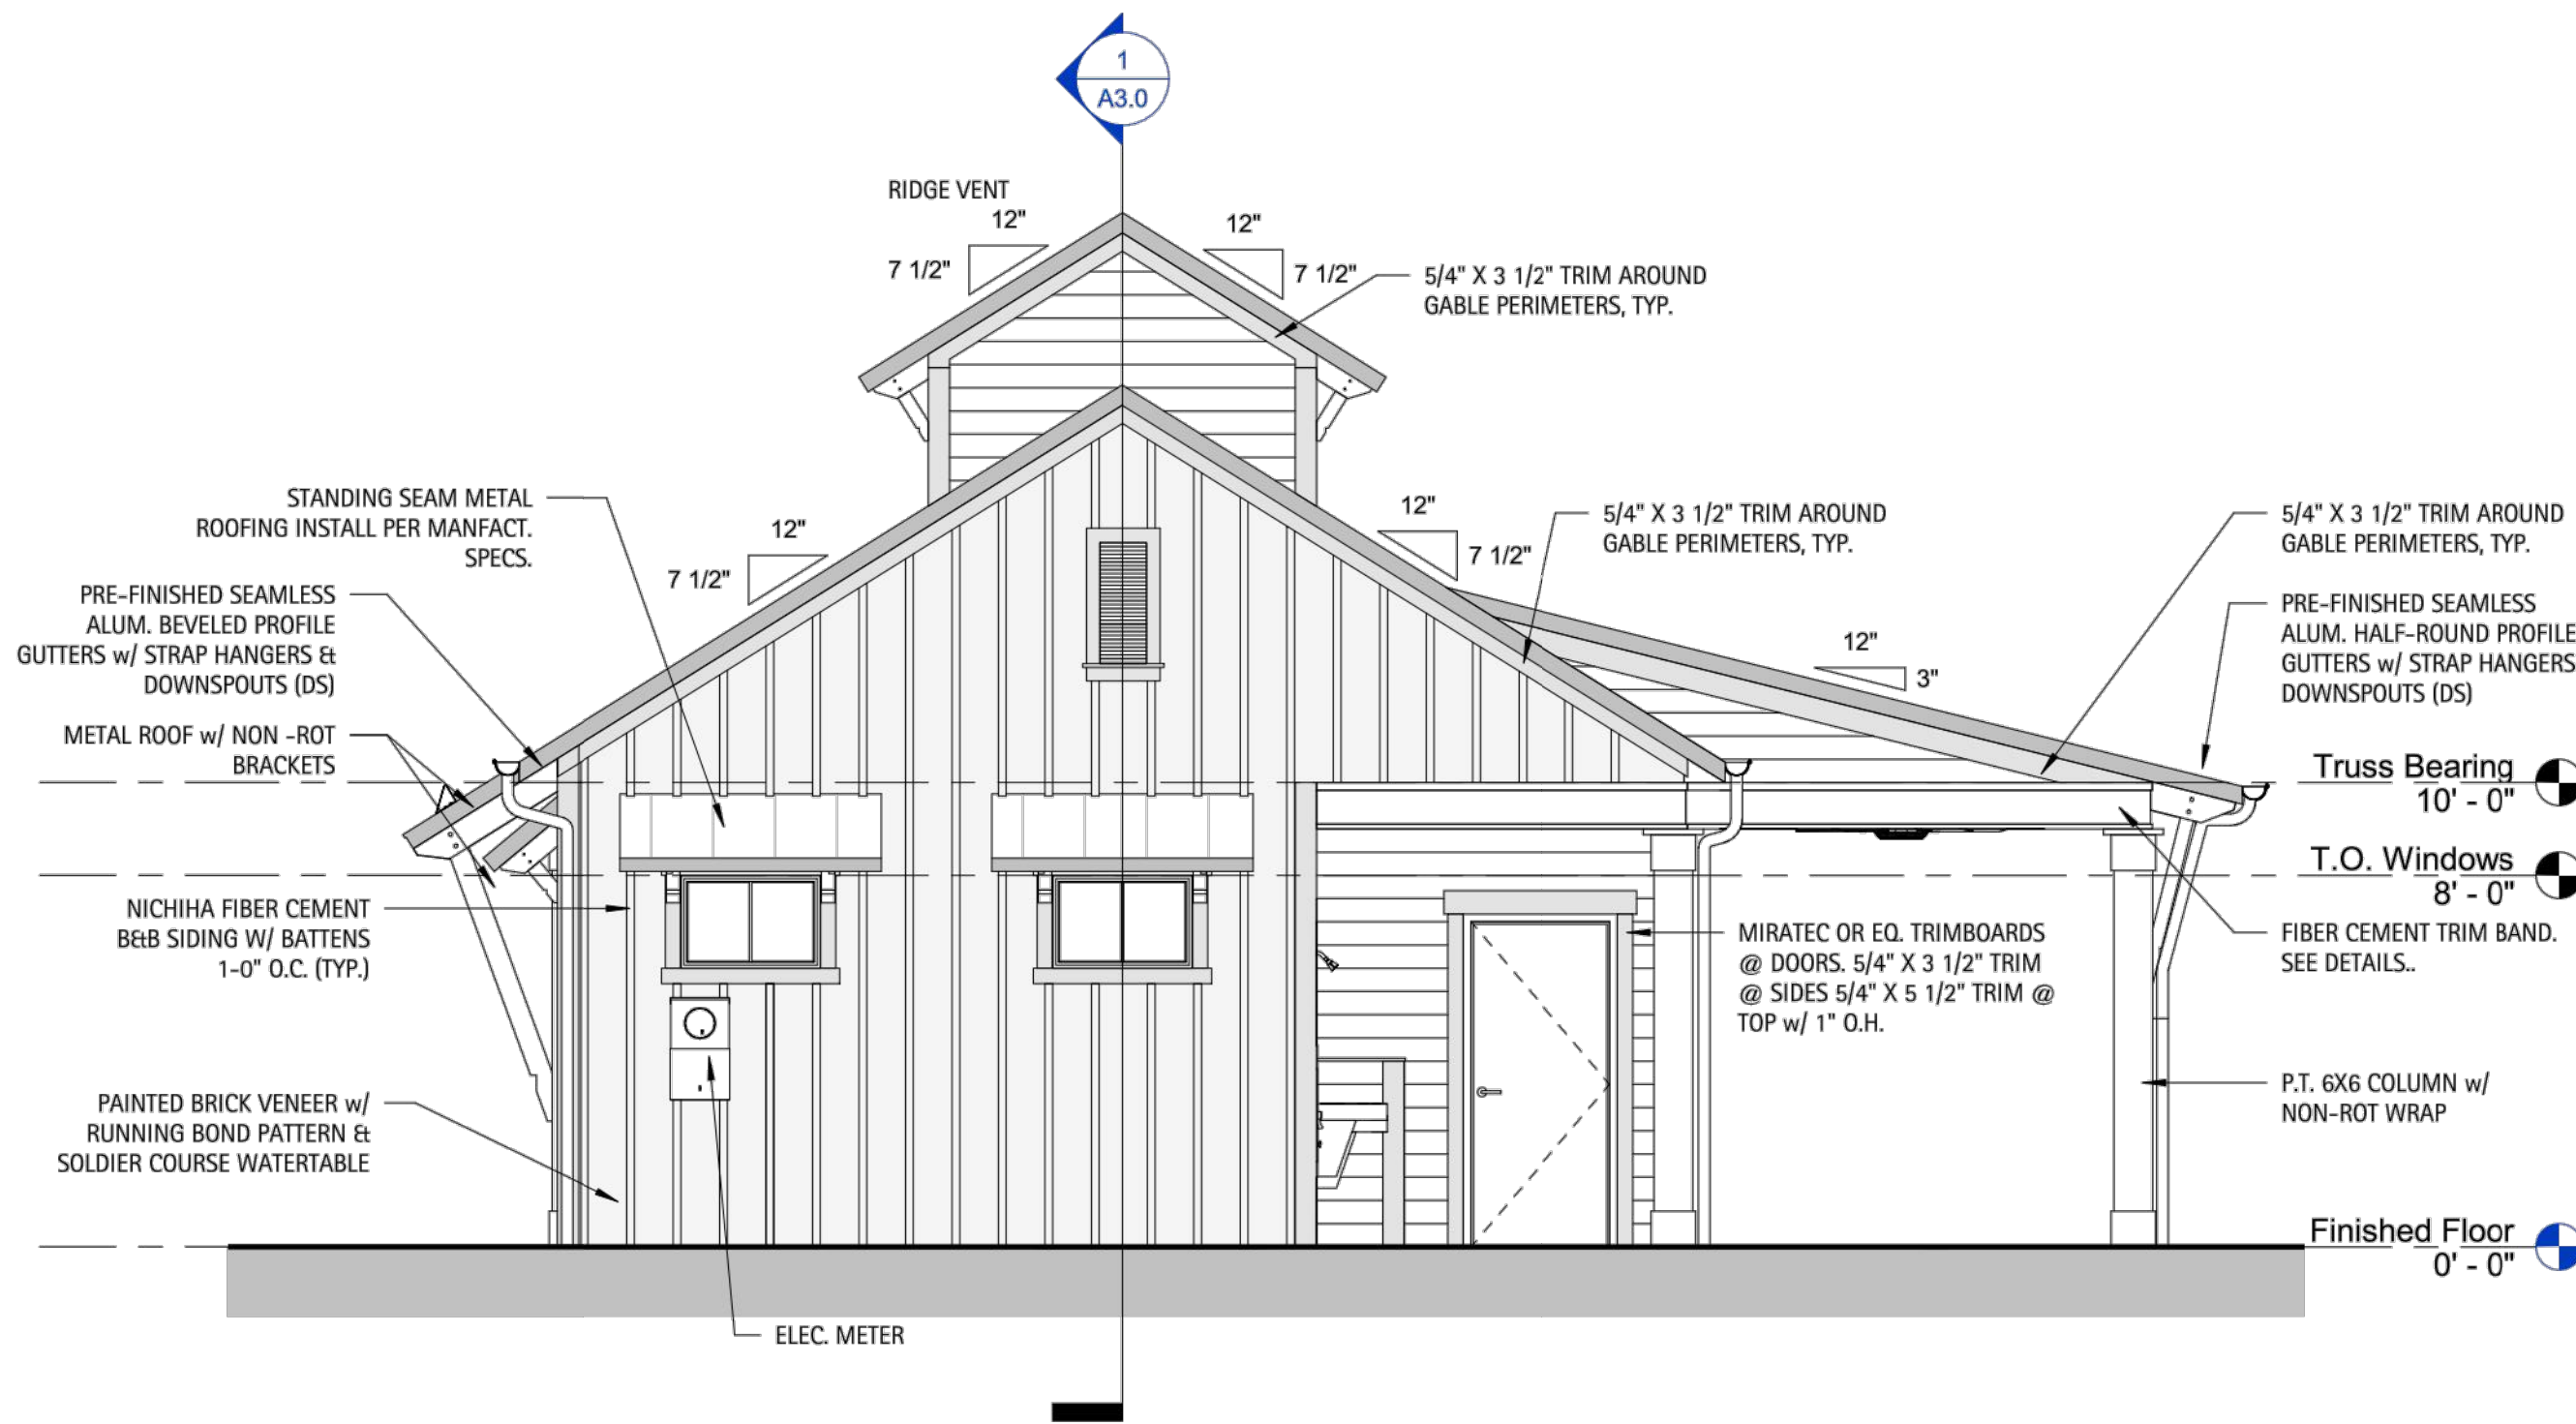 1
A3.0
RIDGE VENT
12"
7 1/2"
12"
7 1/2"
5/4" X 3 1/2" TRIM AROUND
GABLE PERIMETERS, TYP.
STANDING SEAM METAL
ROOFING INSTALL PER MANFACT.
SPECS.
12"
7 1/2"
12"
7 1/2"
5/4" X 3 1/2" TRIM AROUND
GABLE PERIMETERS, TYP.
5/4" X 3 1/2" TRIM AROUND
GABLE PERIMETERS, TYP.
PRE-FINISHED SEAMLESS
ALUM. BEVELED PROFILE
GUTTERS w/ STRAP HANGERS &
DOWNSPOUTS (DS)
PRE-FINISHED SEAMLESS
ALUM. HALF-ROUND PROFILE
GUTTERS w/ STRAP HANGERS
DOWNSPOUTS (DS)
12"
3"
METAL ROOF w/ NON -ROT
BRACKETS
Truss Bearing
10' - 0"
T.O. Windows
8' - 0"
NICHIHA FIBER CEMENT
B&B SIDING W/ BATTENS
1-0" O.C. (TYP.)
MIRATEC OR EQ. TRIMBOARDS
@ DOORS. 5/4" X 3 1/2" TRIM
@ SIDES 5/4" X 5 1/2" TRIM @
TOP w/ 1" O.H.
FIBER CEMENT TRIM BAND.
SEE DETAILS..
PAINTED BRICK VENEER w/
RUNNING BOND PATTERN &
SOLDIER COURSE WATERTABLE
P.T. 6X6 COLUMN w/
NON-ROT WRAP
Finished Floor
0' - 0"
ELEC. METER